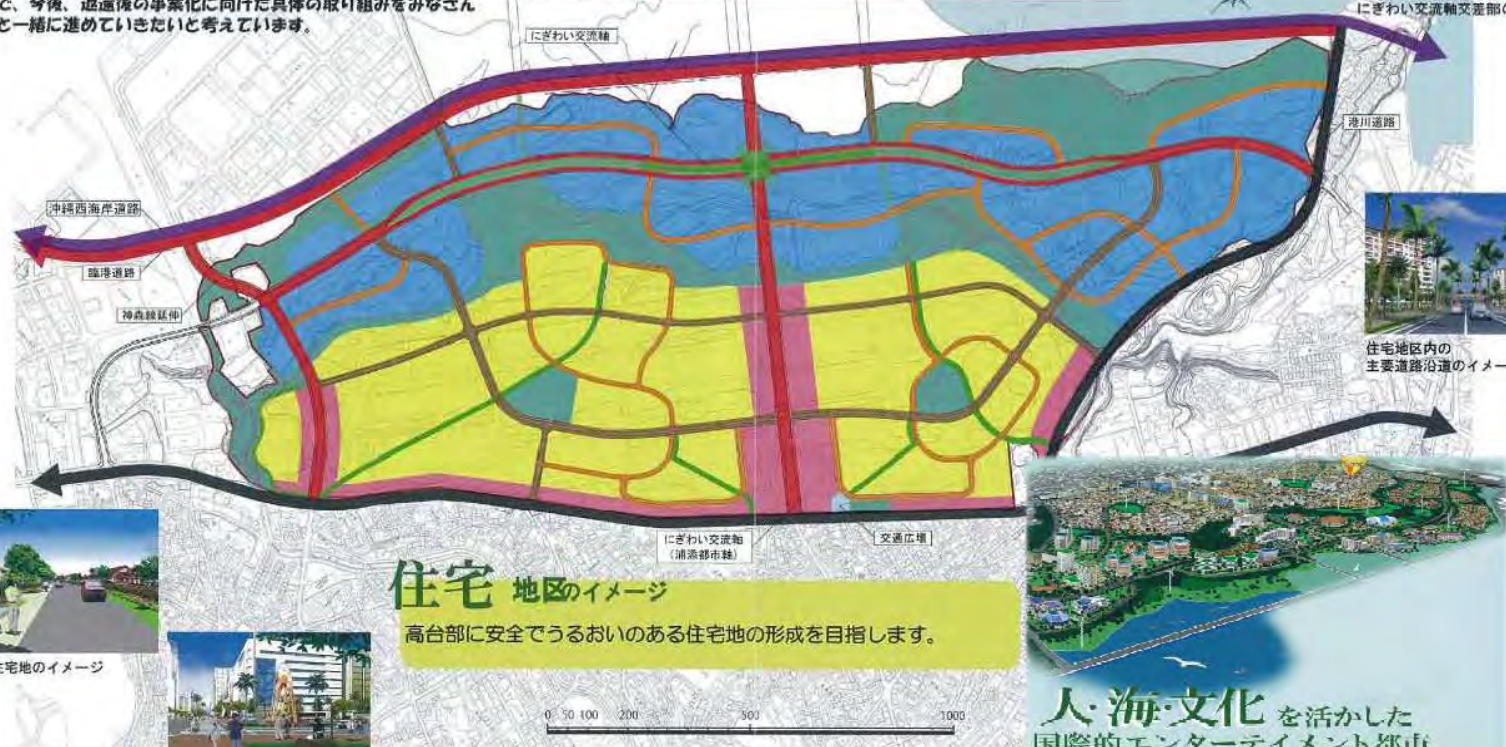 今後、返還後の事業化に向けた具体の取り組みをみなさん
と一緒に進めていきたいと考えています。
にぎわい交流軸
にぎわい交流軸交差部の
港川道路
沖縄西海岸道路
臨港道路
神森線延伸
住宅地区内の
主要道路沿道のイメー
にぎわい交流軸
（浦添都市軸）
交通広場
住宅 地区のイメージ
高台部に安全でうるおいのある住宅地の形成を目指します。
宅地のイメージ
0 50 100 200 500 1000
人・海・文化 を活かした
国際的エンターテイメント都市